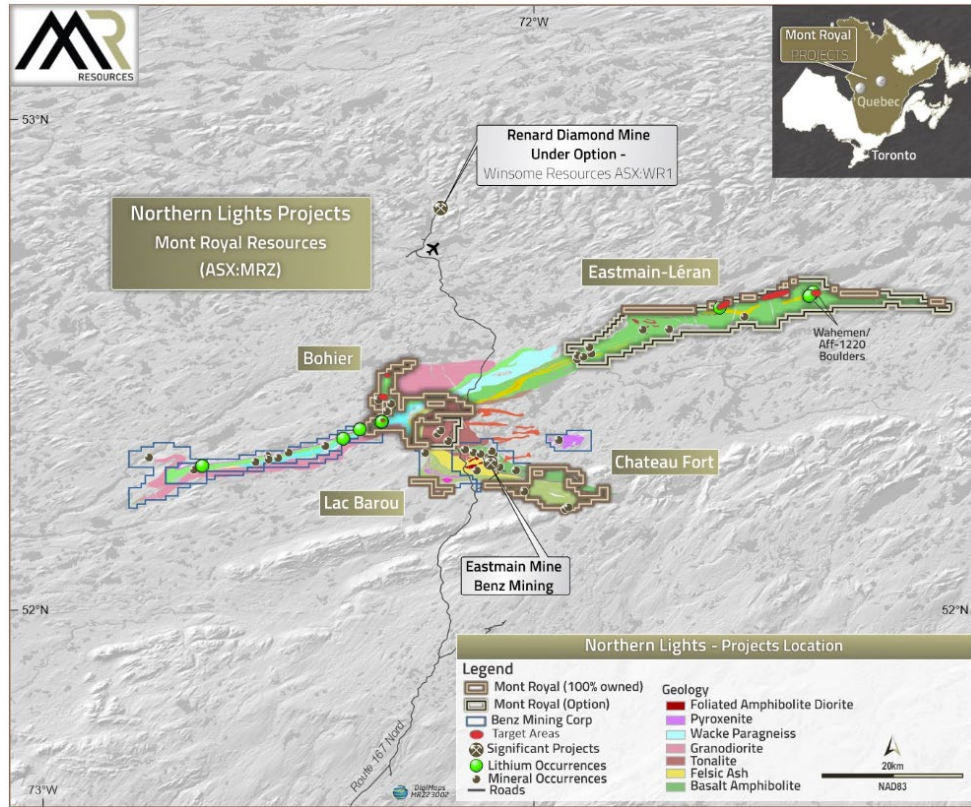 MR
RESOURCES
72°W
Mont Royal
PROJECTS
Quebec
Toronto
53°N
Renard Diamond Mine
Under Option -
Winsome Resources ASX:WR1
Northern Lights Projects
Mont Royal Resources
(ASX:MRZ)
Eastmain-Léran
Wahemen/
Aff-1220
Boulders
Bohier
Chateau Fort
Lac Barou
Eastmain Mine
Benz Mining
52°N
52°N
Northern Lights - Projects Location
Legend
Mont Royal (100% owned)
Mont Royal (Option)
Benz Mining Corp
Target Areas
Significant Projects
Lithium Occurrences
Mineral Occurrences
Roads
Geology
Foliated Amphibolite Diorite
Pyroxenite
Wacke Paragneiss
Granodiorite
Tonalite
Felsic Ash
Basalt Amphibolite
20km
NAD83
Route 167 Nord
DigiMaps
MRZ23002
73°W